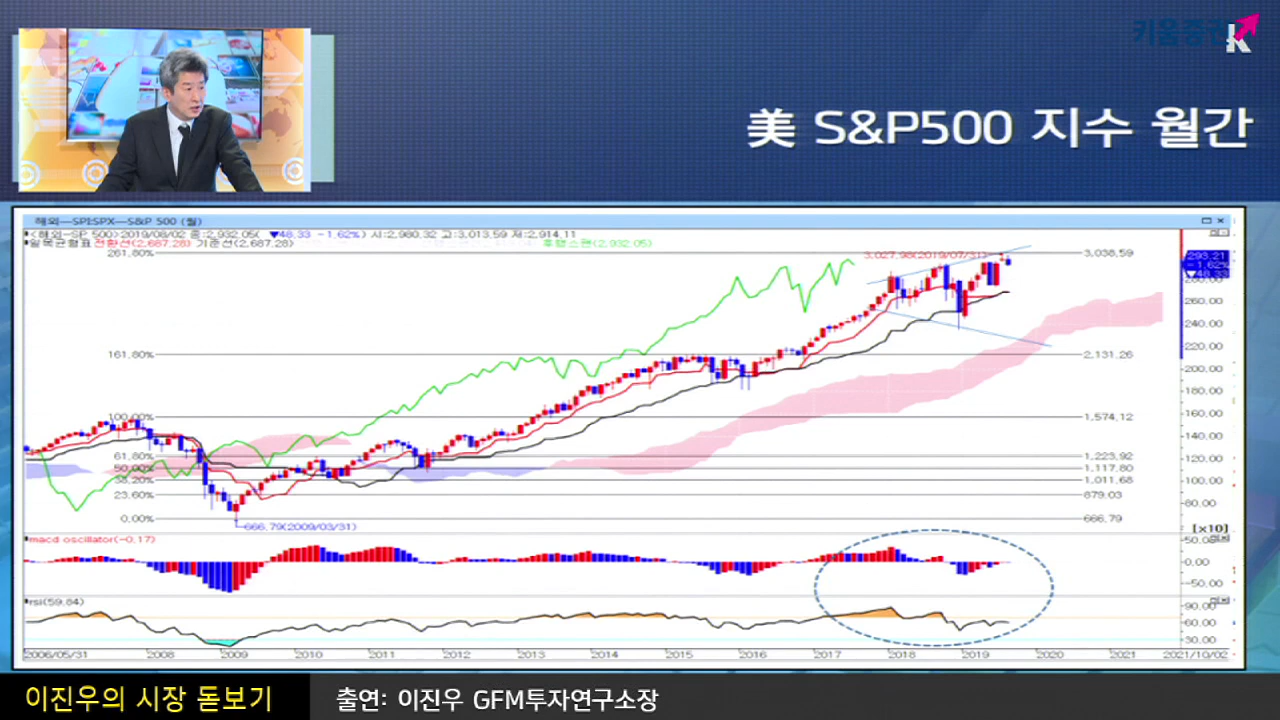 키움증권
美 S&P500 지수 월간
해외-SPI:SPX-S&P 500 (월)
<해외-SP 500>2019/08/02 종:2,932.05( ▼48.33 -1.62%) 시:2,980.32 고:3,013.59 저:2,914.11
일목균형표 전환선(2,687.28) 기준선(2,687.28) 후행스팬(2,932.05)
261.80% 3,027.98(2019/07/31) 3,038.59
293.21
-1.62%
48.33
280.00
260.00
240.00
220.00
161.80% 2,131.26
200.00
180.00
160.00
100.00% 1,574.12
140.00
61.80% 1,223.92
120.00
50.00% 1,117.80
38.20% 1,011.68
100.00
23.60% 879.03
80.00
0.00% 666.79
666.79(2009/03/31)
[x10]
macd oscillator(-0.17)
50.00
0.00
-50.00
rsi(59.84)
90.00
60.00
30.00
2006/05/31 2008 2009 2010 2011 2012 2013 2014 2015 2016 2017 2018 2019 2020 2021 2021/10/02
이진우의 시장 돋보기
출연: 이진우 GFM투자연구소장